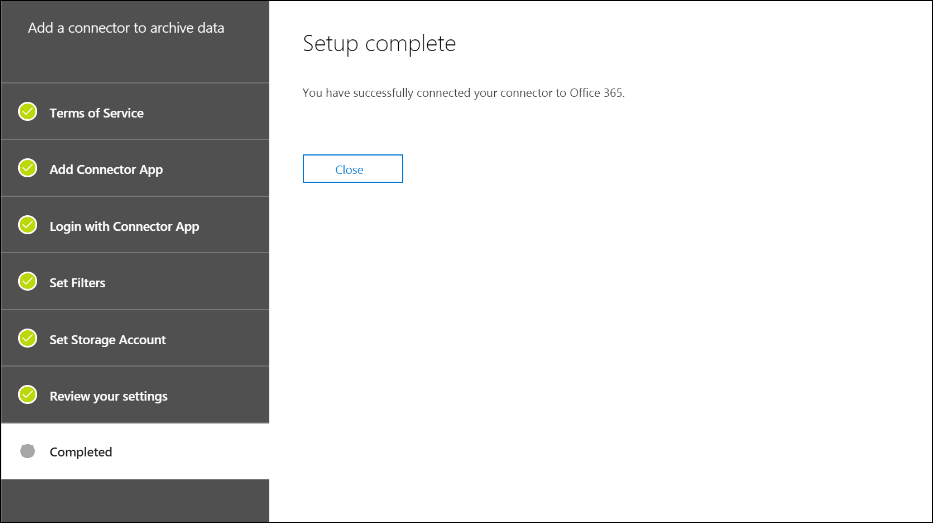 Add a connector to archive data
Terms of Service
Add Connector App
Login with Connector App
Set Filters
Set Storage Account
Review your settings
Completed
Setup complete
You have successfully connected your connector to Office 365.
Close